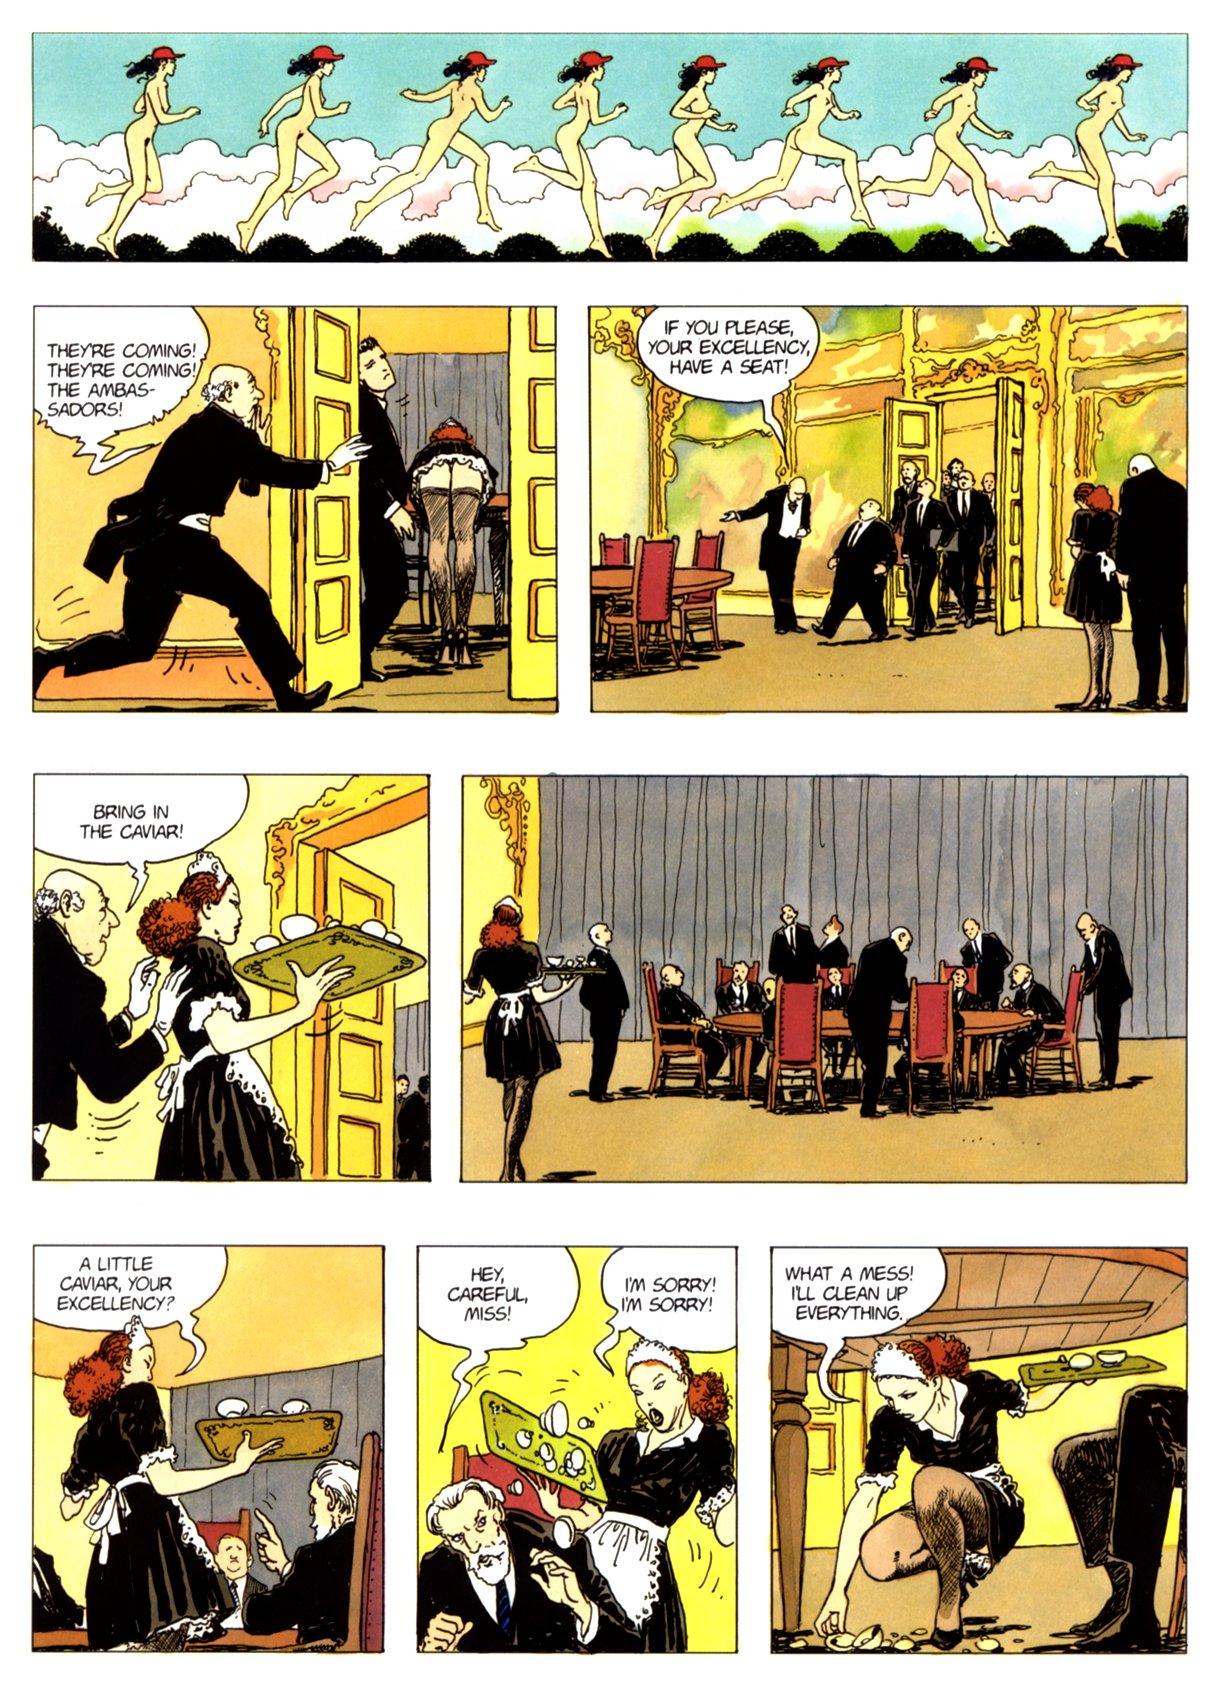 THEY'RE COMING!
THEY'RE COMING!
THE AMBAS-
SADORS!
IF YOU PLEASE,
YOUR EXCELLENCY,
HAVE A SEAT!
BRING IN
THE CAVIAR!
A LITTLE
CAVIAR, YOUR
EXCELLENCY?
HEY,
CAREFUL,
MISS!
I'M SORRY!
I'M SORRY!
WHAT A MESS!
I'LL CLEAN UP
EVERYTHING.